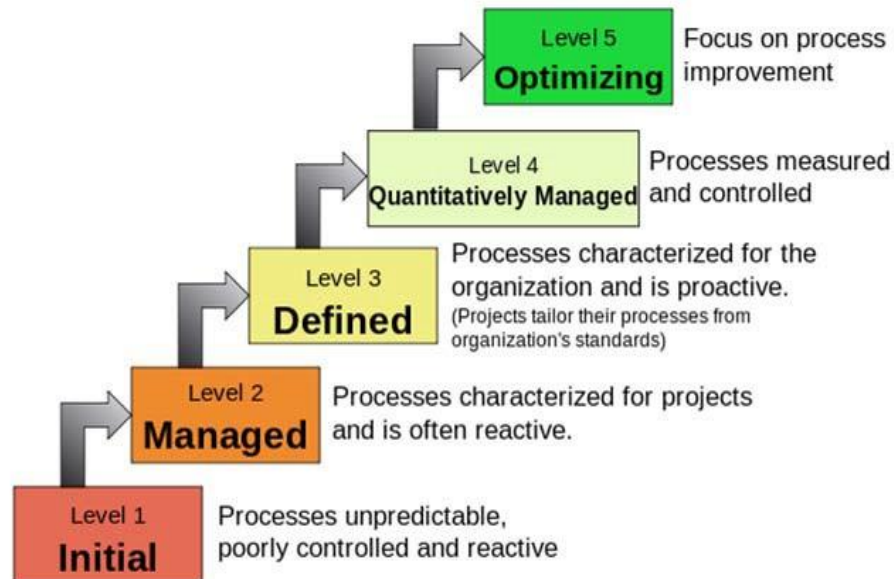 Level 5
Optimizing
Focus on process
improvement
Level 4
Quantitatively Managed
Processes measured
and controlled
Level 3
Defined
Processes characterized for the
organization and is proactive.
(Projects tailor their processes from
organization's standards)
Level 2
Managed
Processes characterized for projects
and is often reactive.
Level 1
Initial
Processes unpredictable,
poorly controlled and reactive